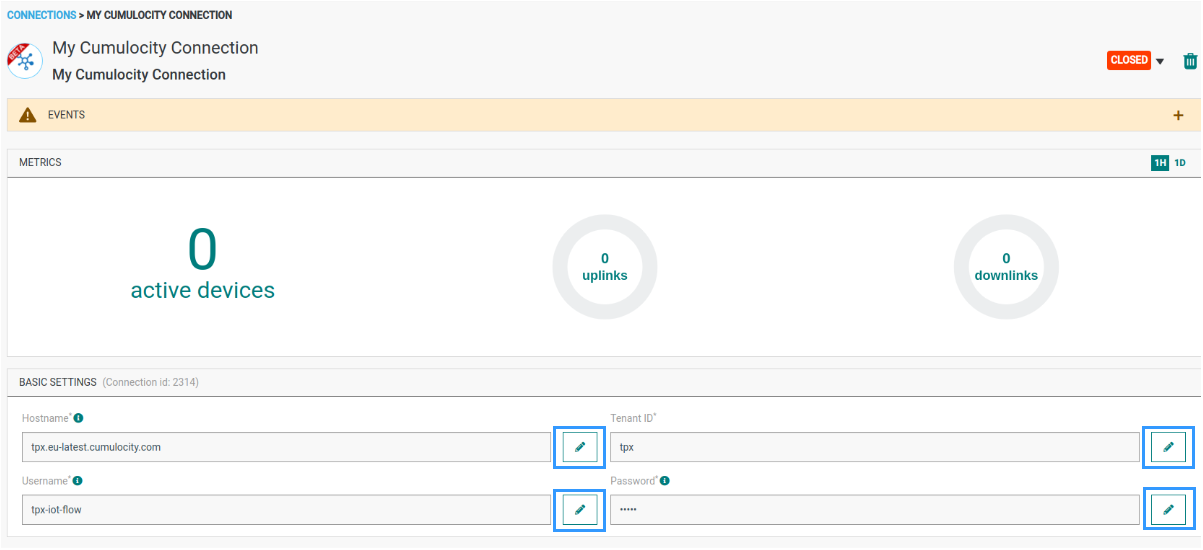 CONNECTIONS > MY CUMULOCITY CONNECTION
BETA
My Cumulocity Connection
My Cumulocity Connection
CLOSED
EVENTS
METRICS
1H 1D
0
active devices
0
uplinks
0
downlinks
BASIC SETTINGS (Connection id: 2314)
Hostname*
Tenant ID*
tpx.eu-latest.cumulocity.com
tpx
Username*
Password*
tpx-iot-flow
•••••